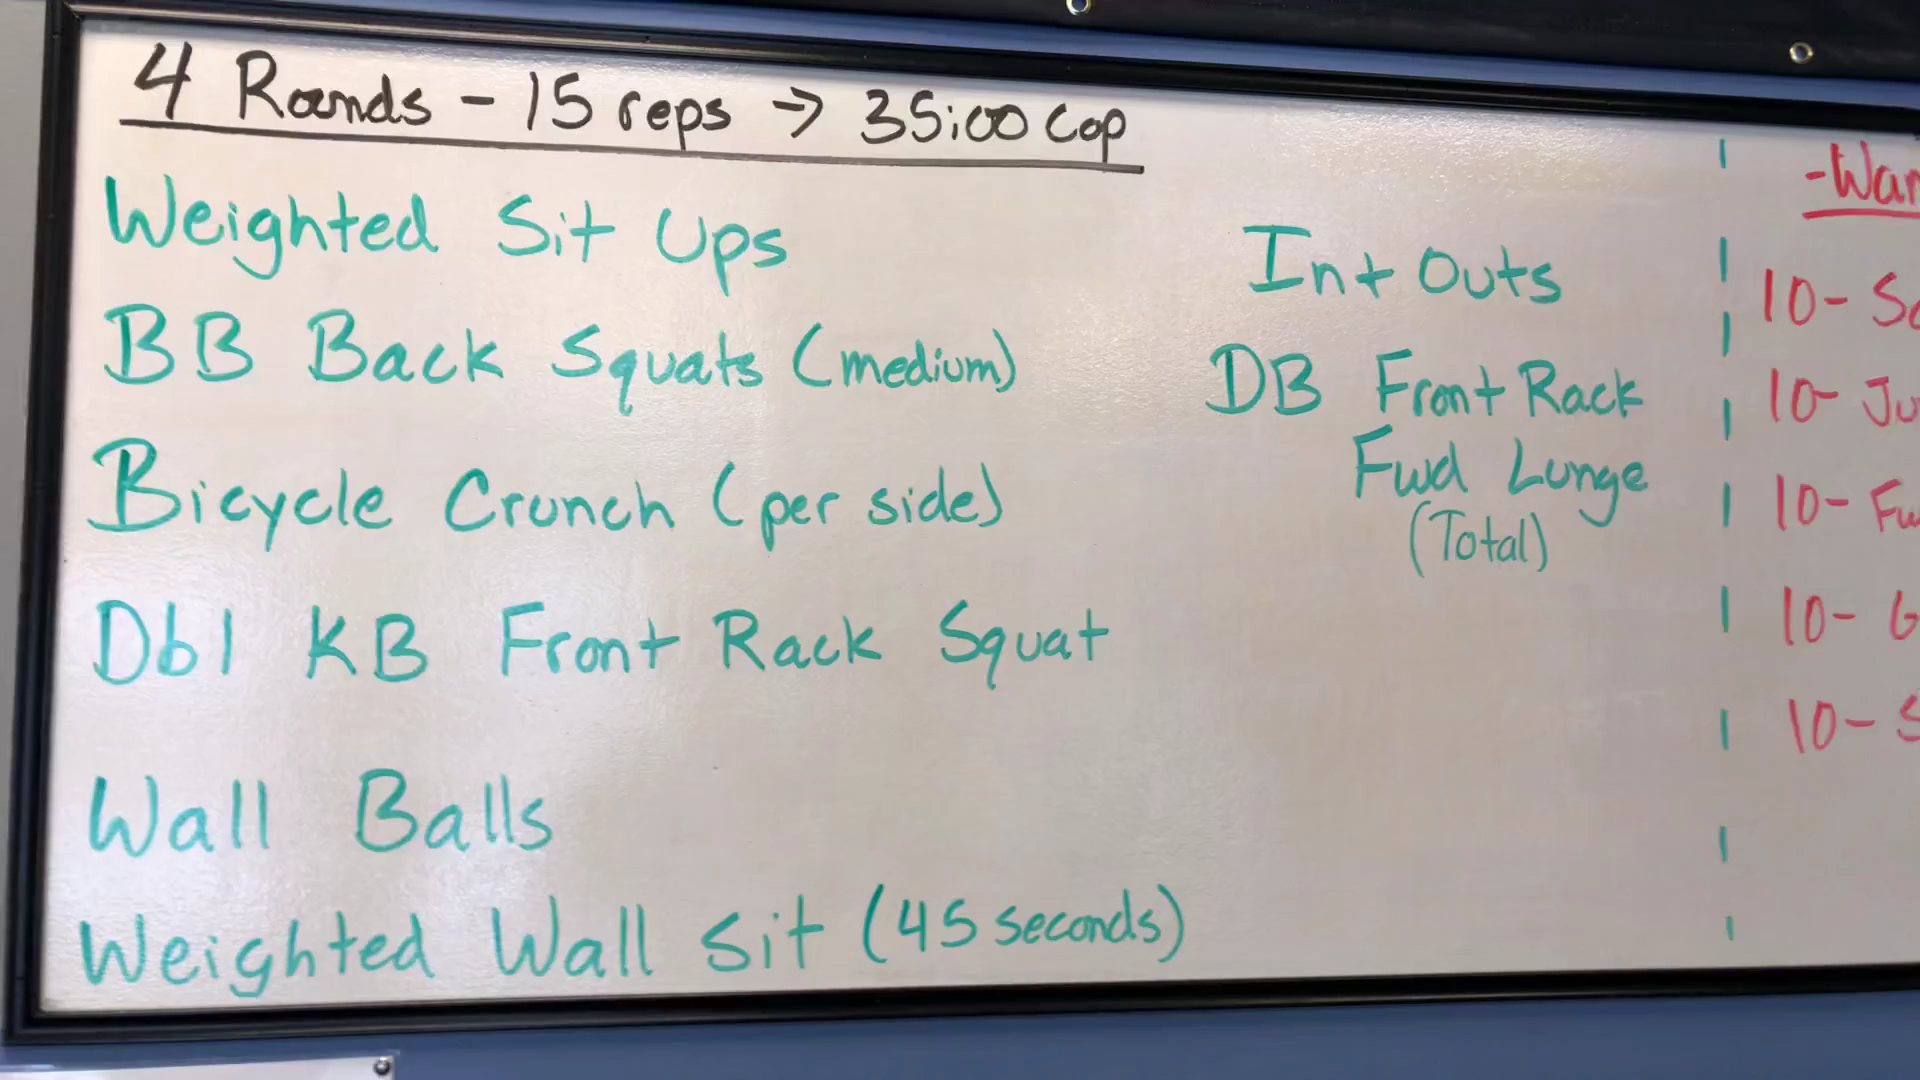 4 Rounds - 15 reps → 35:00 Cap
Weighted Sit Ups
BB Back Squats (medium)
Bicycle Crunch (per side)
Dbl KB Front Rack Squat
Wall Balls
Weighted Wall Sit (45 seconds)
In + Outs
DB Front Rack
Fwd Lunge
(Total)
10-
10-
10-
10-
10-